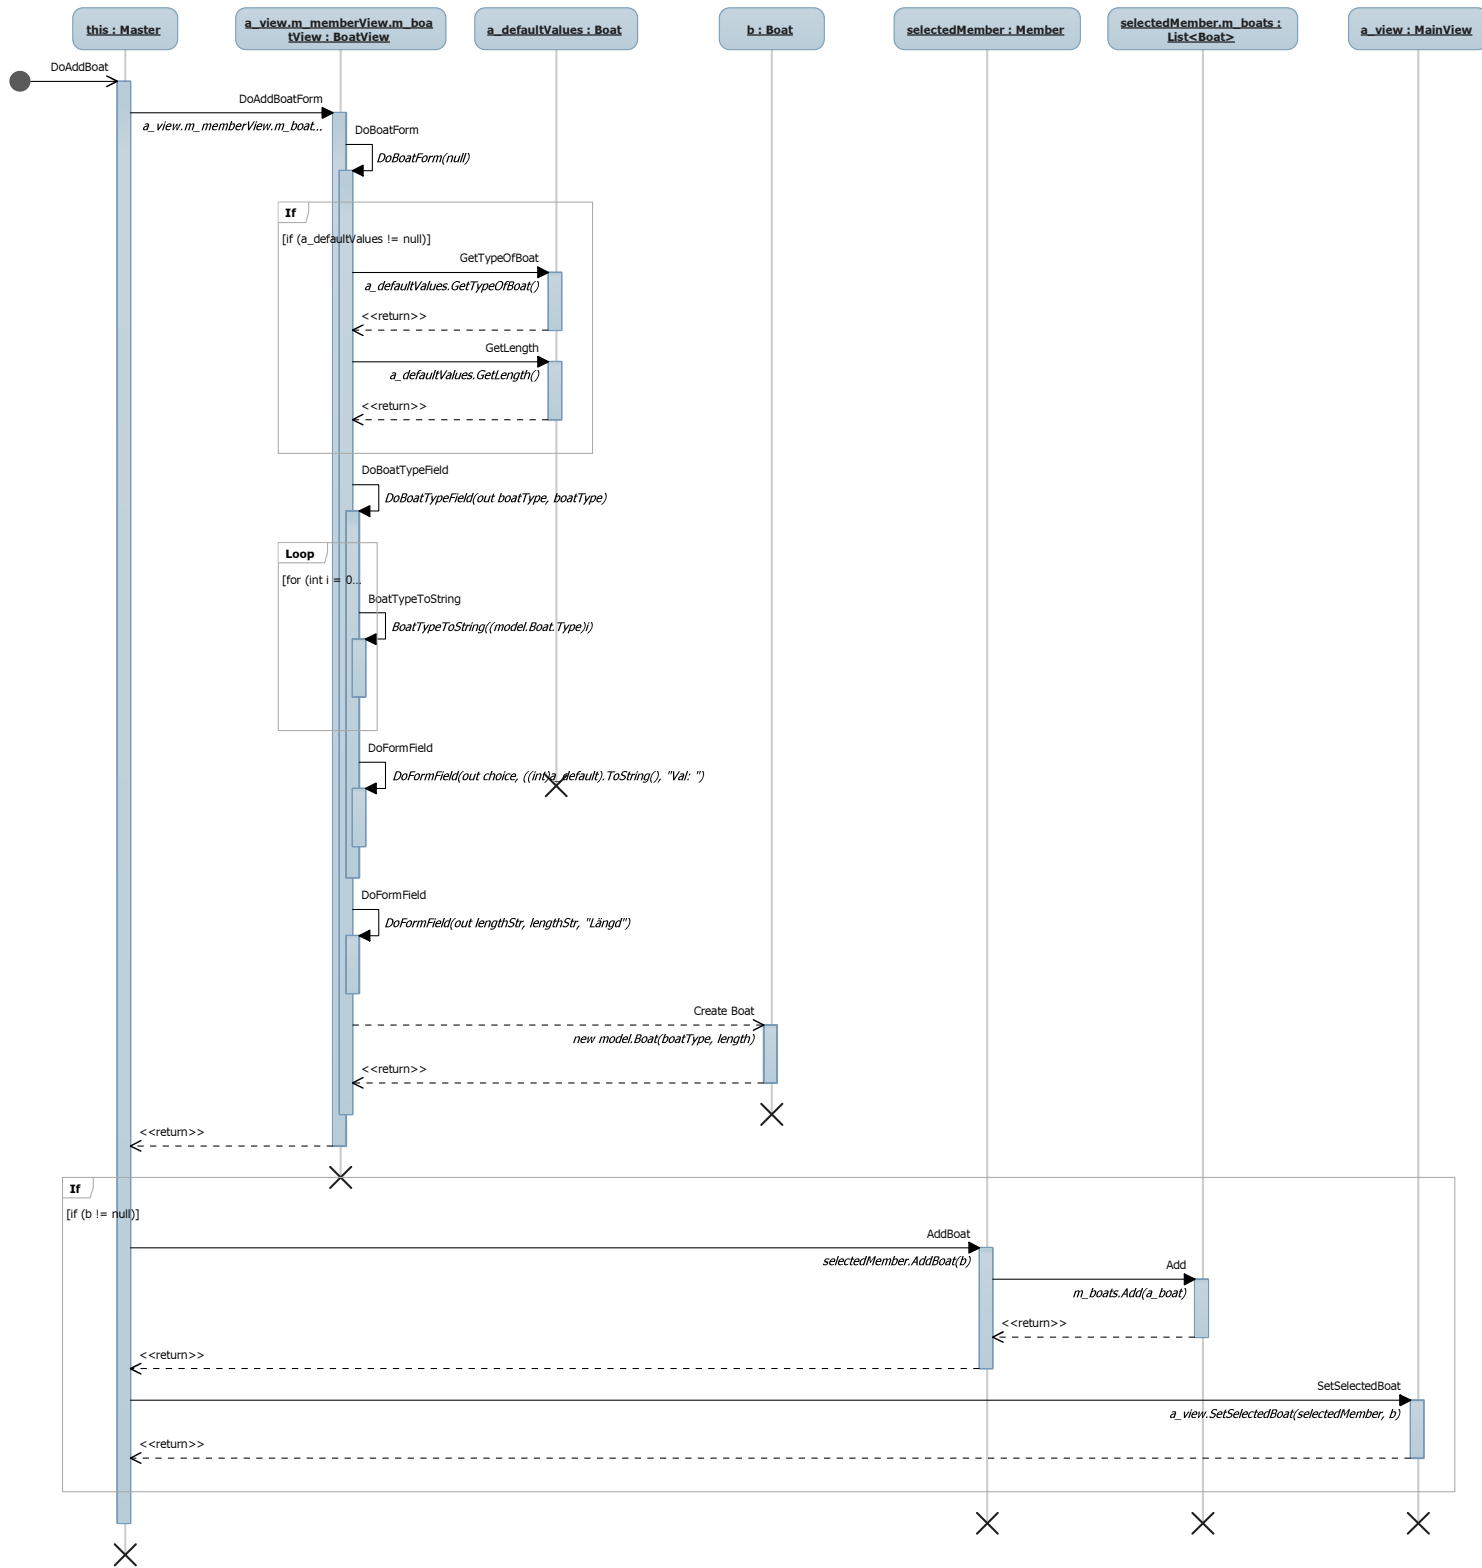 this : Master
a_view.m_memberView.m_boa
tView : BoatView
a_defaultValues : Boat
b : Boat
selectedMember : Member
selectedMember.m_boats :
List<Boat>
a_view : MainView
DoAddBoat
DoAddBoatForm
a_view.m_memberView.m_boat...
DoBoatForm
DoBoatForm(null)
If
[if (a_defaultValues != null)]
GetTypeOfBoat
a_defaultValues.GetTypeOfBoat()
<<return>>
GetLength
a_defaultValues.GetLength()
<<return>>
DoBoatTypeField
DoBoatTypeField(out boatType, boatType)
Loop
[for (int i = 0...
BoatTypeToString
BoatTypeToString((model.Boat.Type)i)
DoFormField
DoFormField(out choice, ((int)a_default).ToString(), "Val: ")
DoFormField
DoFormField(out lengthStr, lengthStr, "Längd")
Create Boat
new model.Boat(boatType, length)
<<return>>
<<return>>
If
[if (b != null)]
AddBoat
selectedMember.AddBoat(b)
Add
m_boats.Add(a_boat)
<<return>>
<<return>>
SetSelectedBoat
a_view.SetSelectedBoat(selectedMember, b)
<<return>>